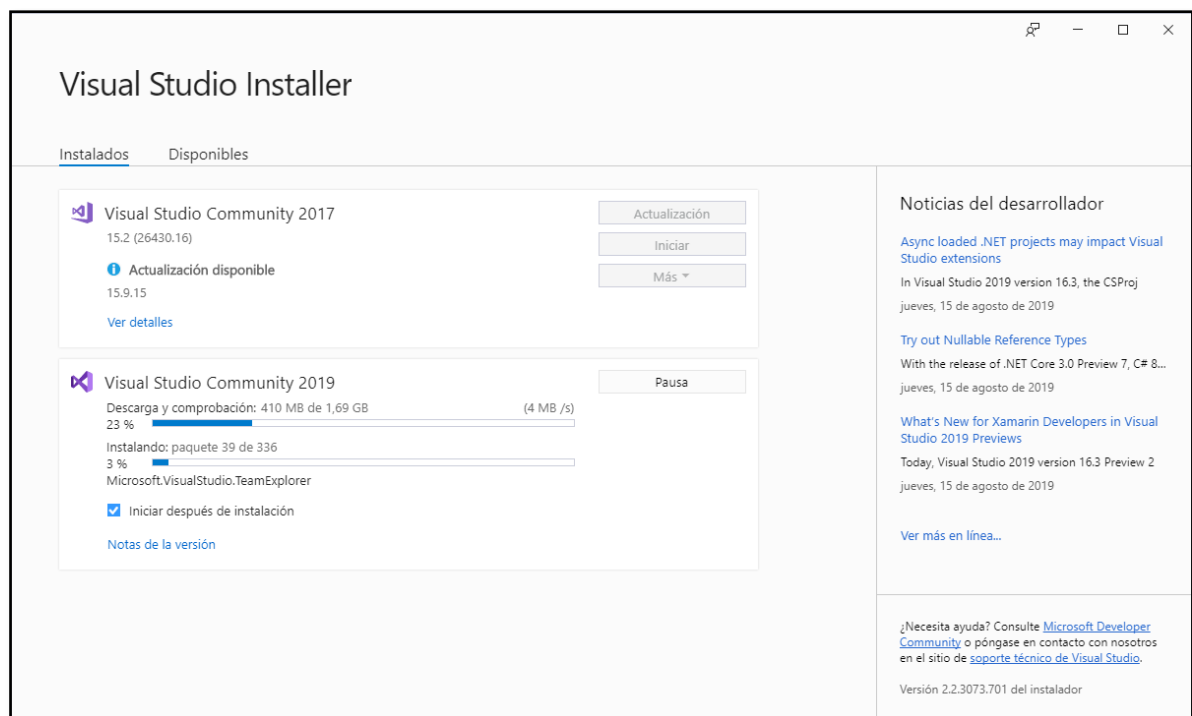 Visual Studio Installer
Instalados Disponibles
Visual Studio Community 2017
15.2 (26430.16)
Actualización disponible
15.9.15
Ver detalles
Actualización
Iniciar
Más
Visual Studio Community 2019
Pausa
Descarga y comprobación: 410 MB de 1,69 GB (4 MB /s)
23 %
Instalando: paquete 39 de 336
3 %
Microsoft.VisualStudio.TeamExplorer
Iniciar después de instalación
Notas de la versión
Noticias del desarrollador
Async loaded .NET projects may impact Visual
Studio extensions
In Visual Studio 2019 version 16.3, the CSProj
jueves, 15 de agosto de 2019
Try out Nullable Reference Types
With the release of .NET Core 3.0 Preview 7, C# 8...
jueves, 15 de agosto de 2019
What's New for Xamarin Developers in Visual
Studio 2019 Previews
Today, Visual Studio 2019 version 16.3 Preview 2
jueves, 15 de agosto de 2019
Ver más en línea...
¿Necesita ayuda? Consulte Microsoft Developer
Community o póngase en contacto con nosotros
en el sitio de soporte técnico de Visual Studio.
Versión 2.2.3073.701 del instalador